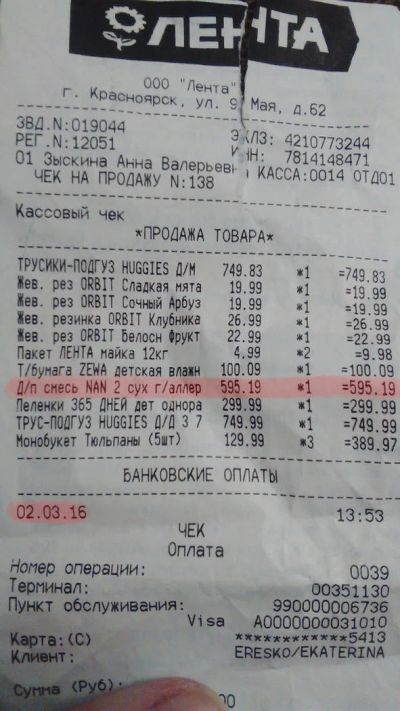 ЛЕНТА
ООО "Лента"
г. Красноярск, ул. 9 Мая, д.62
ЗВД.N:019044 ЭКЛЗ: 4210773244
РЕГ.N:12051 ИНН: 7814148471
01 Зыскина Анна Валерьевн КАССА:0014 ОТД01
ЧЕК НА ПРОДАЖУ N:138
Кассовый чек
*ПРОДАЖА ТОВАРА*
ТРУСИКИ-ПОДГУЗ HUGGIES Д/М 749.83 *1 =749.83
Жев. рез ORBIT Сладкая мята 19.99 *1 =19.99
Жев. рез ORBIT Сочный Арбуз 19.99 *1 =19.99
Жев. резинка ORBIT Клубника 26.99 *1 =26.99
Жев. рез ORBIT Белосн Фрукт 22.99 *1 =22.99
Пакет ЛЕНТА майка 12кг 4.99 *2 =9.98
Т/бумага ZEWA детская влажн 100.09 *1 =100.09
Д/п смесь NAN 2 сух г/аллер 595.19 *1 =595.19
Пеленки 365 ДНЕЙ дет однора 299.99 *1 =299.99
ТРУС-ПОДГУЗ HUGGIES Д/Д 3 7 749.99 *1 =749.99
Монобукет Тюльпаны (5шт) 129.99 *3 =389.97
БАНКОВСКИЕ ОПЛАТЫ
02.03.16 13:53
ЧЕК
Оплата
Номер операции: 0039
Терминал: 00351130
Пункт обслуживания: 990000006736
Visa A0000000031010
Карта:(C) ************5413
Клиент: ERESKO/EKATERINA
Сумма (Руб):